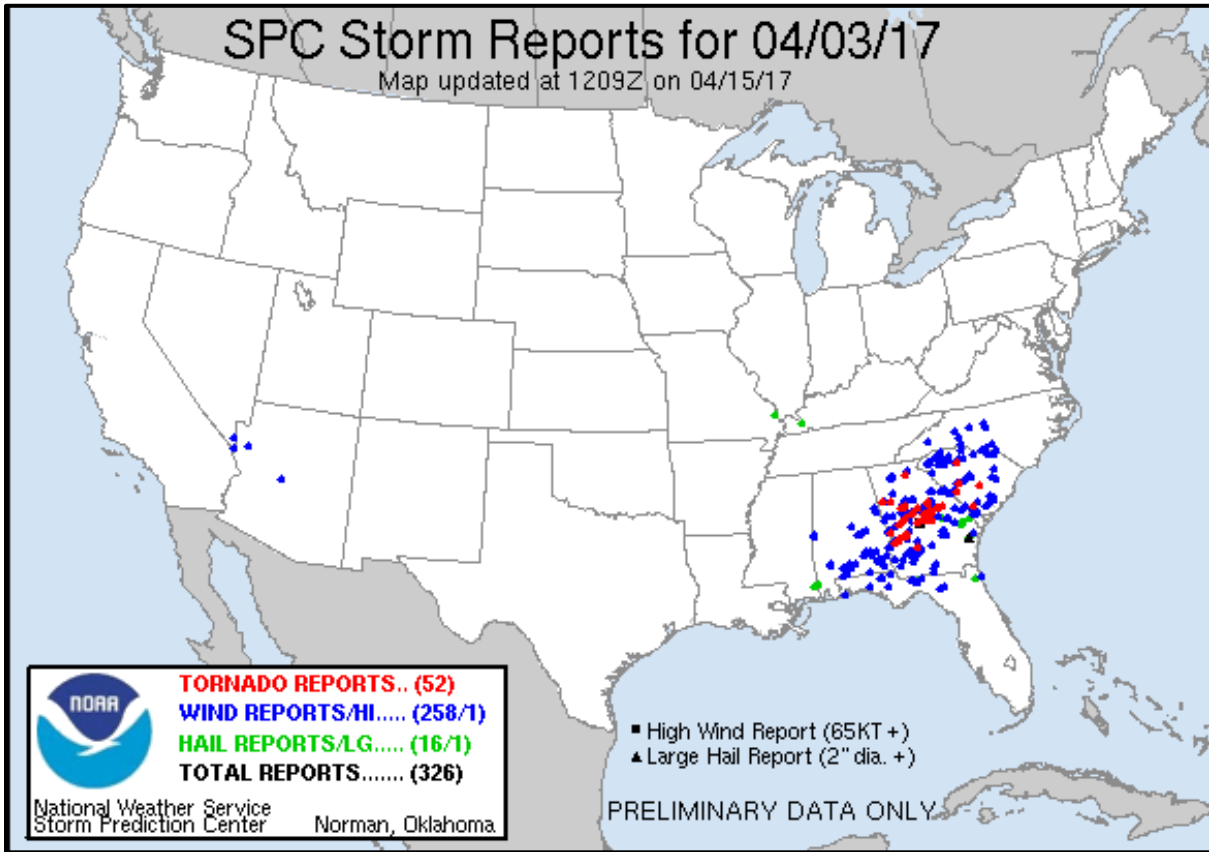 SPC Storm Reports for 04/03/17
Map updated at 1209Z on 04/15/17
NOAA
TORNADO REPORTS.. (52)
WIND REPORTS/HI..... (258/1)
HAIL REPORTS/LG..... (16/1)
TOTAL REPORTS....... (326)
National Weather Service
Storm Prediction Center Norman, Oklahoma
■ High Wind Report (65KT +)
▲ Large Hail Report (2" dia. +)
PRELIMINARY DATA ONLY